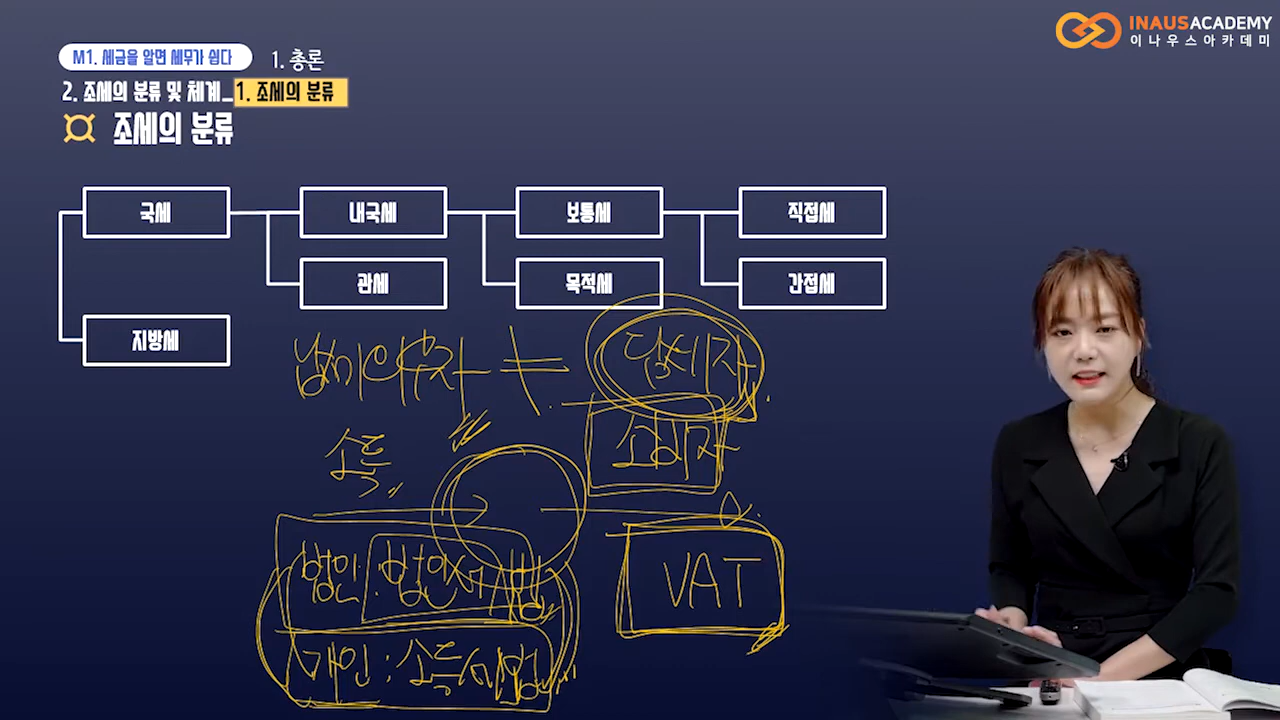 INAUSACADEMY
이나우스아카데미
M1. 세금을 알면 세무가 쉽다
1. 총론
2. 조세의 분류 및 체계_1. 조세의 분류
조세의 분류
국세
내국세
보통세
직접세
관세
목적세
간접세
지방세
납세의무자 ≠ 담세자
소득
소비자
법인 : 법인세법
VAT
개인 : 소득세법